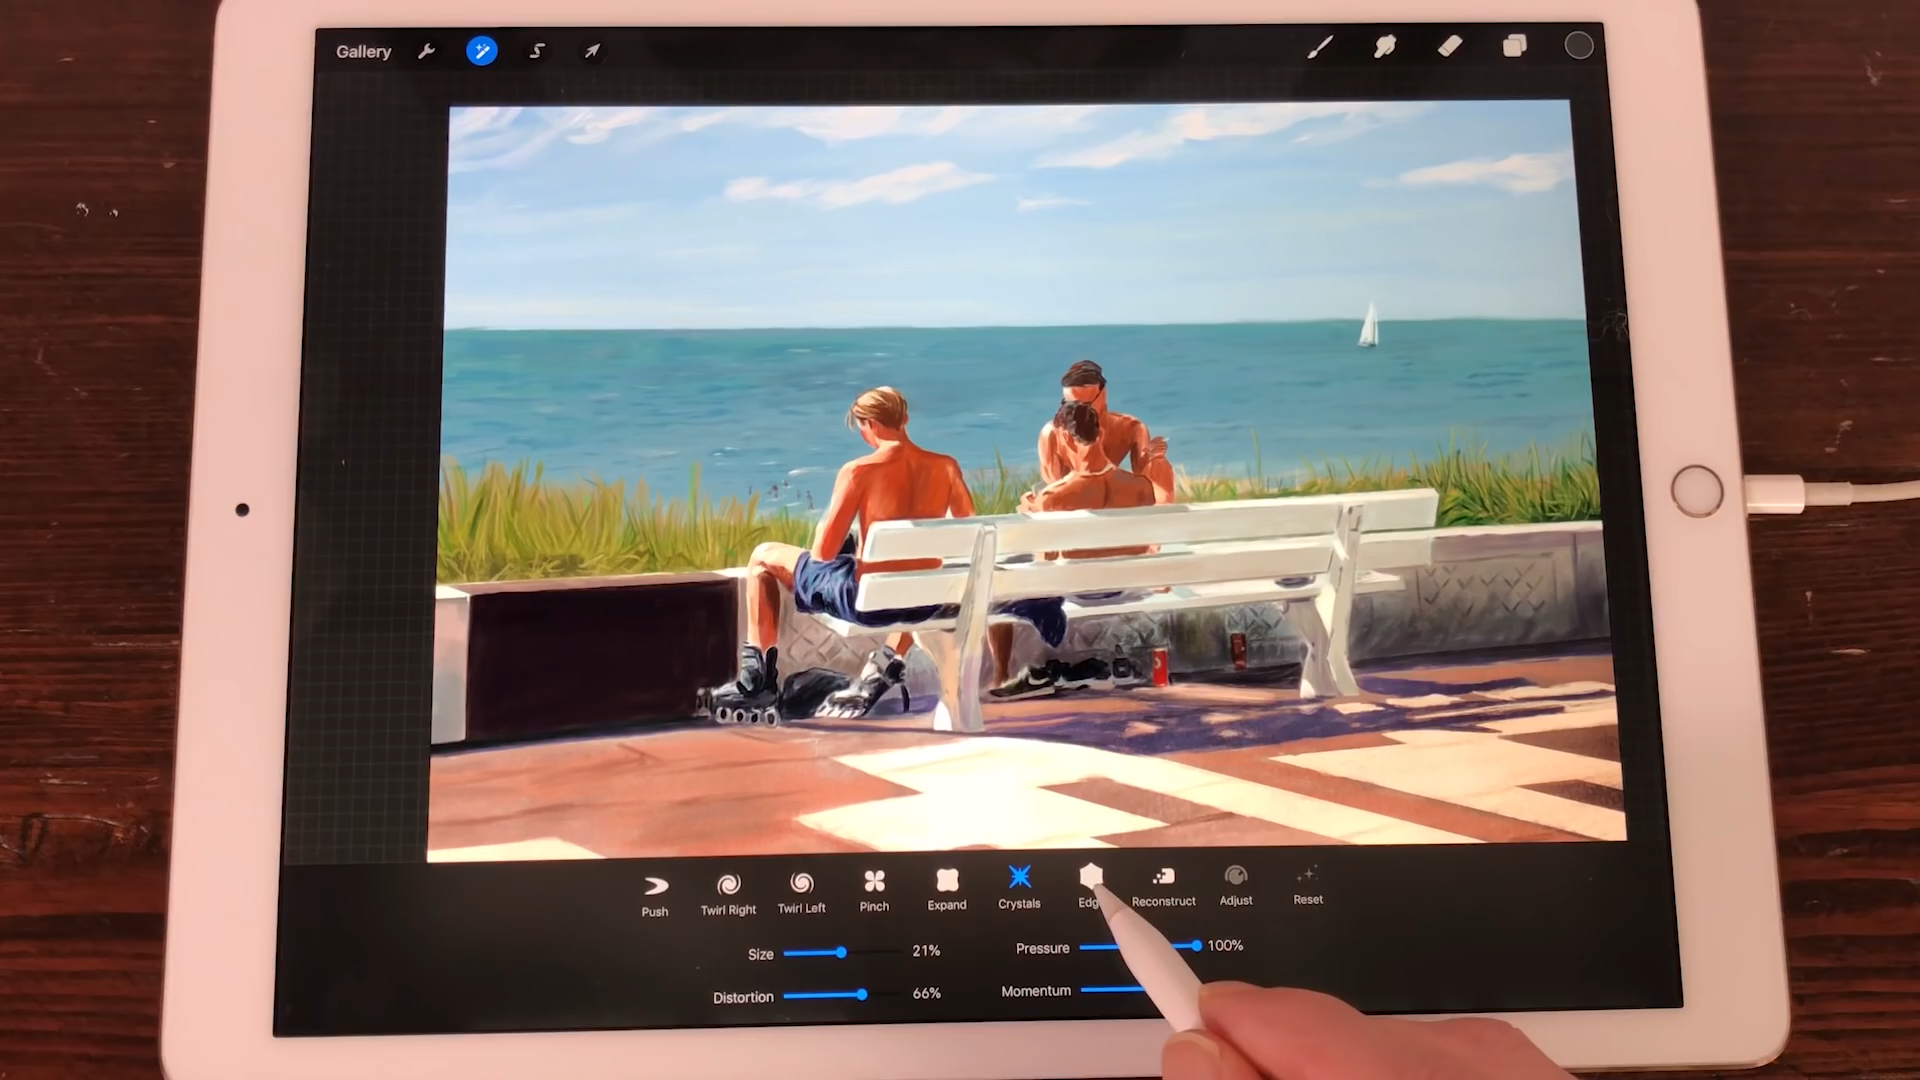 Gallery
Push
Twirl Right
Twirl Left
Pinch
Expand
Crystals
Reconstruct
Adjust
Reset
Size 21%
Pressure 100%
Distortion 66%
Momentum